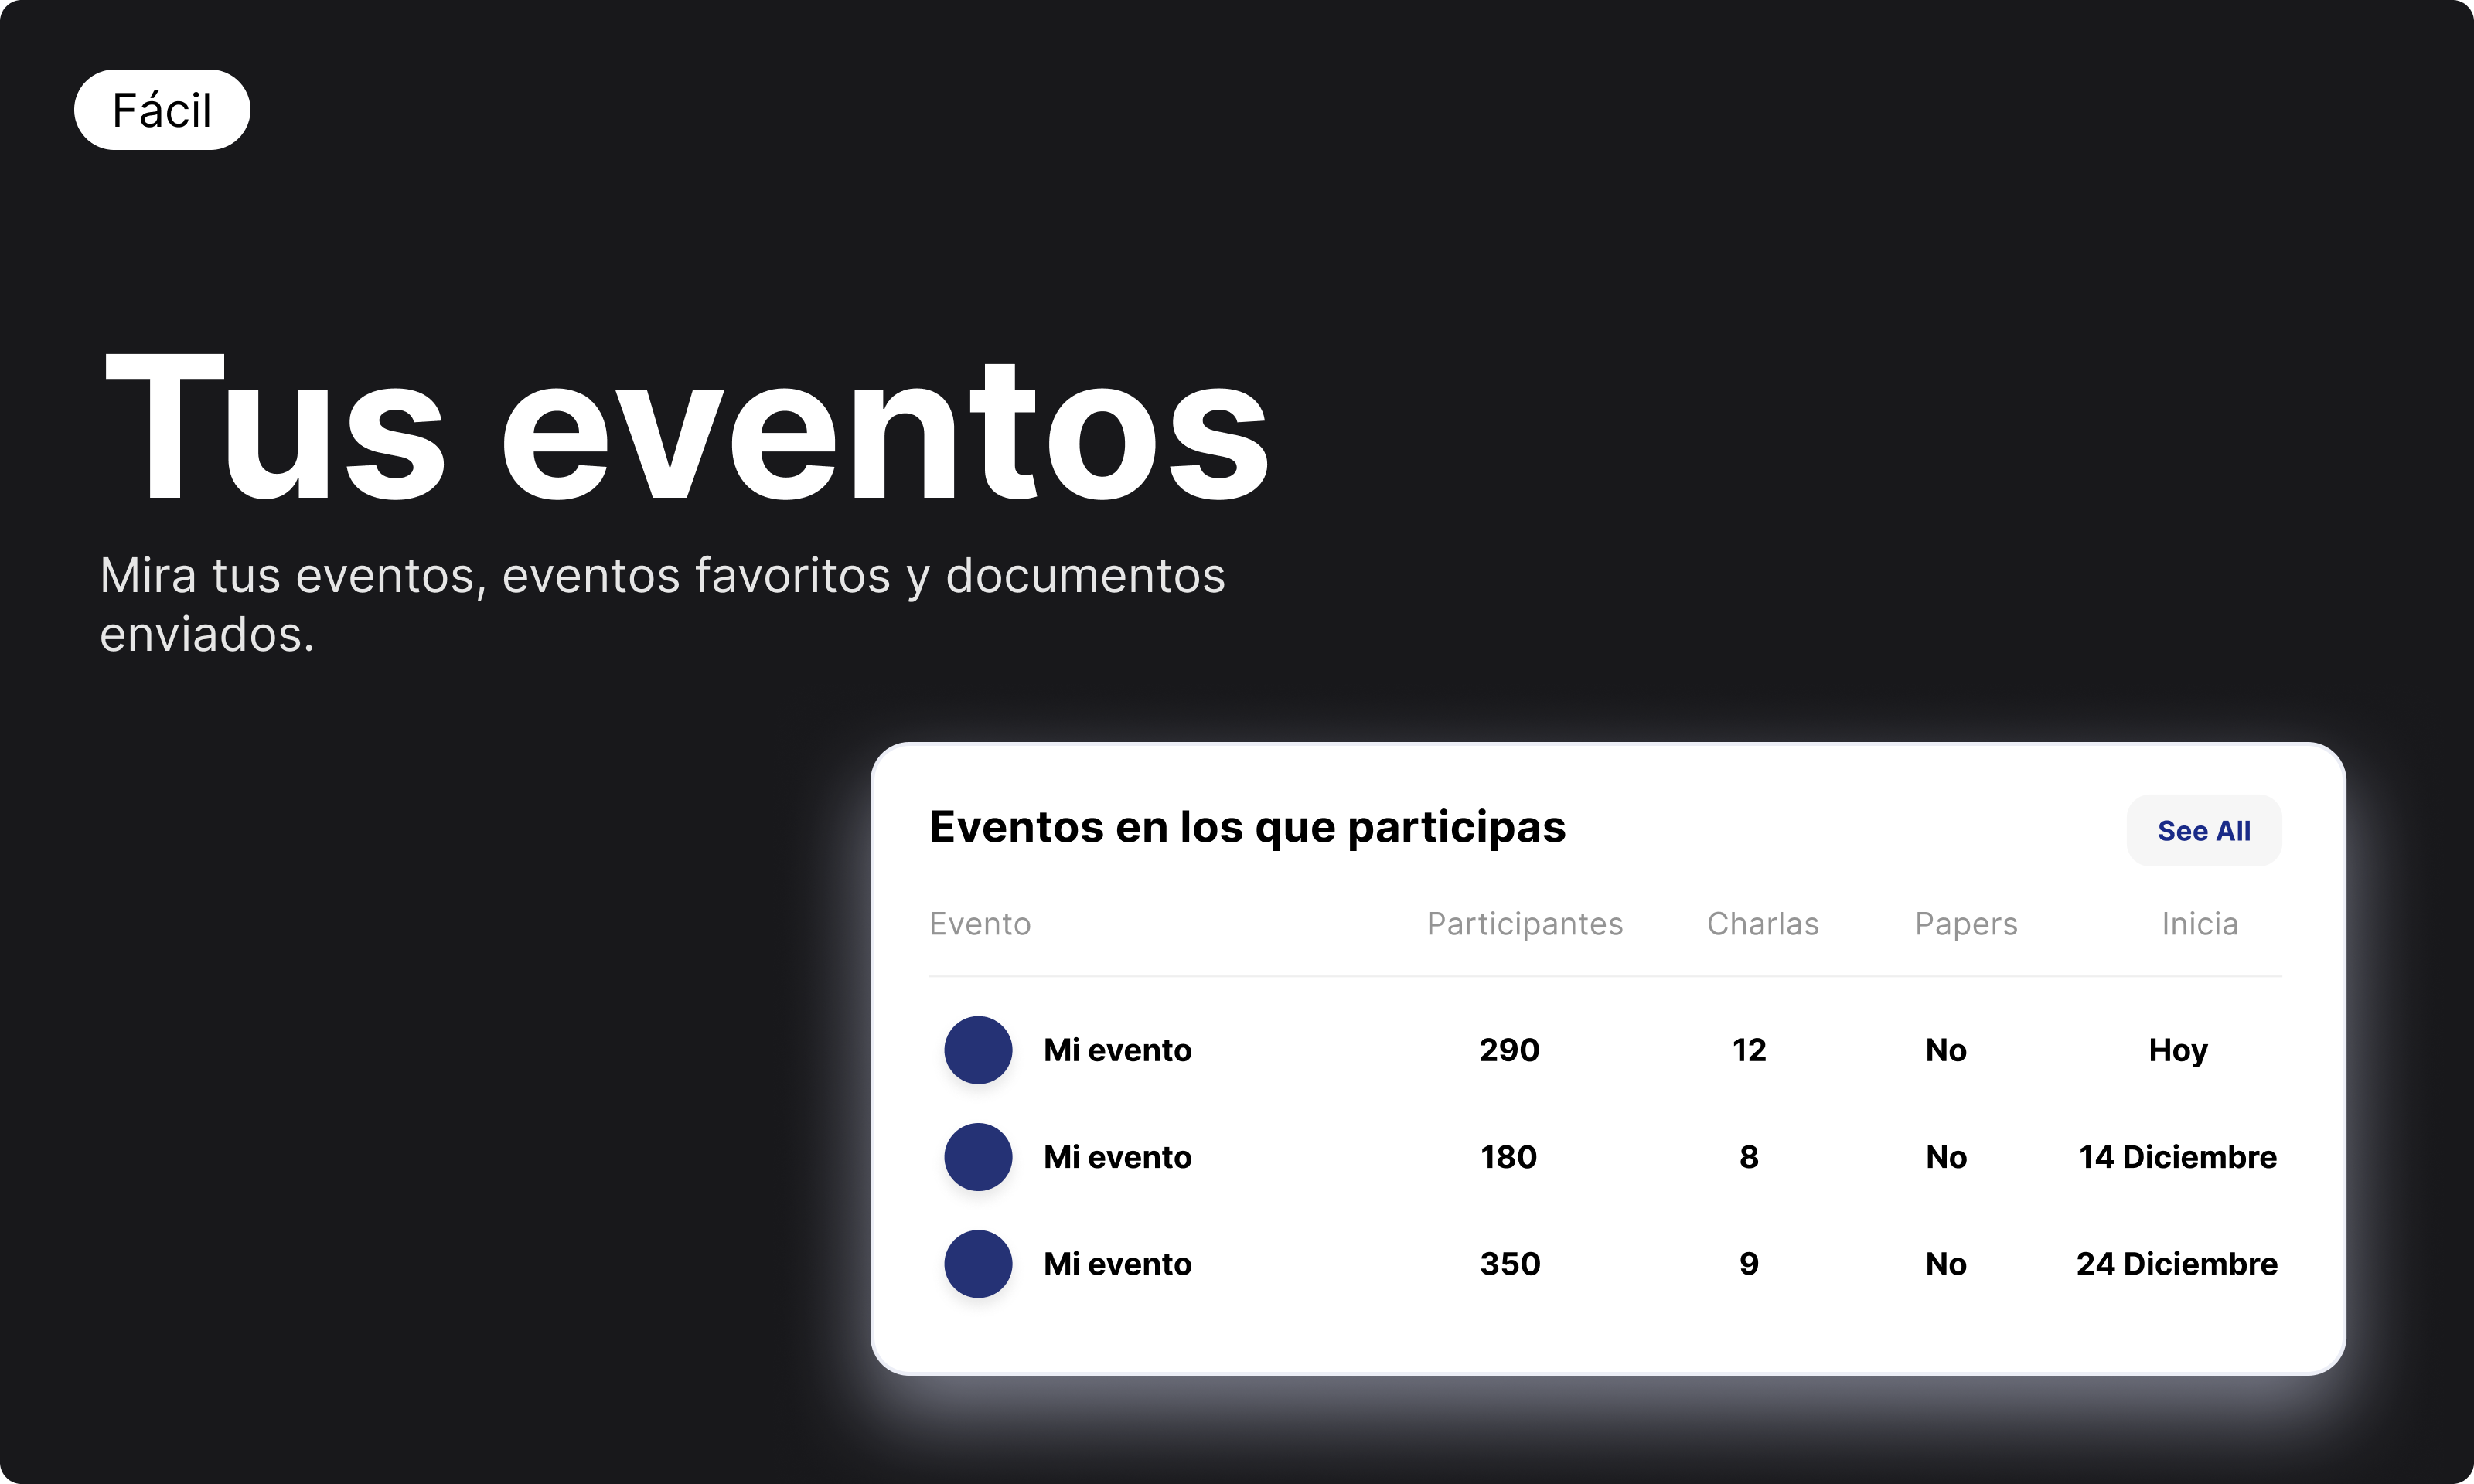 Fácil
Tus eventos
Mira tus eventos, eventos favoritos y documentos
enviados.
Eventos en los que participas See All
Evento Participantes Charlas Papers Inicia
Mi evento 290 12 No Hoy
Mi evento 180 8 No 14 Diciembre
Mi evento 350 9 No 24 Diciembre